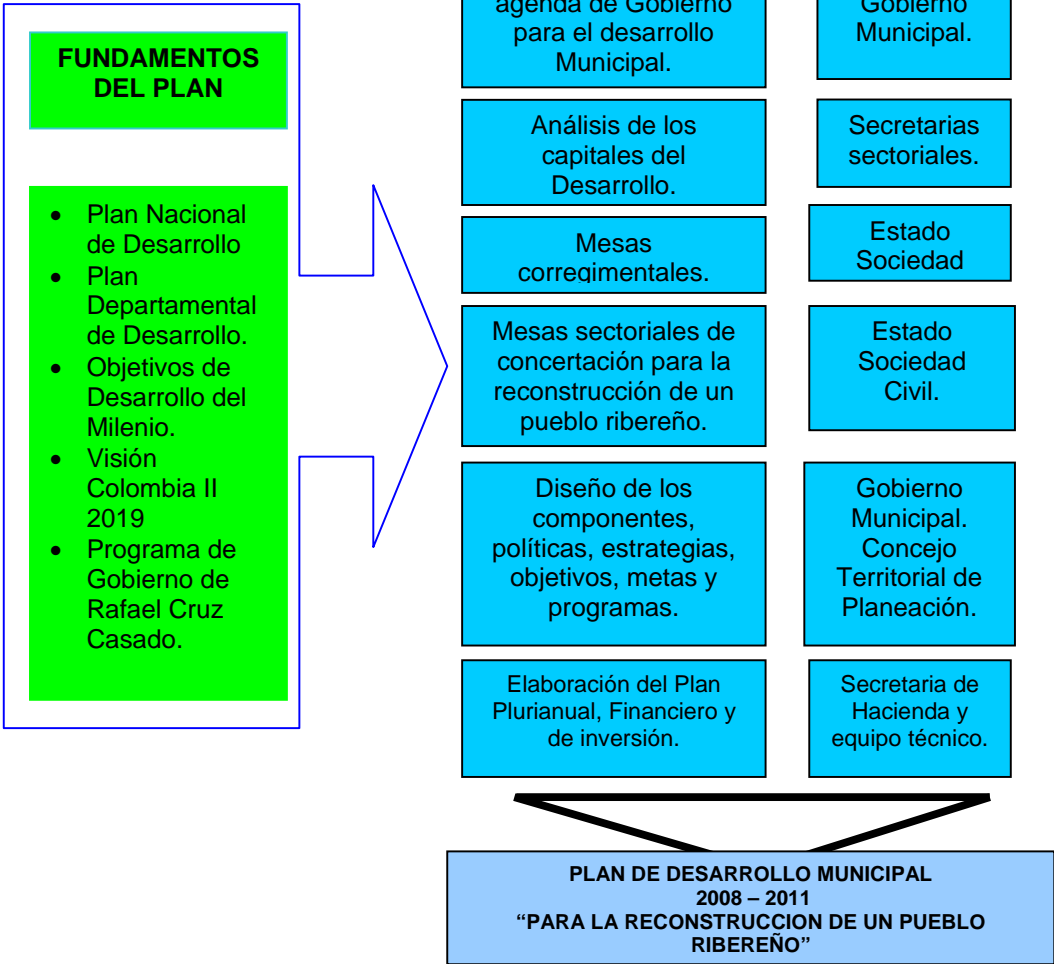 FUNDAMENTOS
DEL PLAN
• Plan Nacional
de Desarrollo
• Plan
Departamental
de Desarrollo.
• Objetivos de
Desarrollo del
Milenio.
• Visión
Colombia II
2019
• Programa de
Gobierno de
Rafael Cruz
Casado.
agenda de Gobierno
para el desarrollo
Municipal.
Gobierno
Municipal.
Análisis de los
capitales del
Desarrollo.
Secretarias
sectoriales.
Mesas
corregimentales.
Estado
Sociedad
Mesas sectoriales de
concertación para la
reconstrucción de un
pueblo ribereño.
Estado
Sociedad
Civil.
Diseño de los
componentes,
políticas, estrategias,
objetivos, metas y
programas.
Gobierno
Municipal.
Concejo
Territorial de
Planeación.
Elaboración del Plan
Plurianual, Financiero y
de inversión.
Secretaria de
Hacienda y
equipo técnico.
PLAN DE DESARROLLO MUNICIPAL
2008 – 2011
“PARA LA RECONSTRUCCION DE UN PUEBLO
RIBEREÑO”